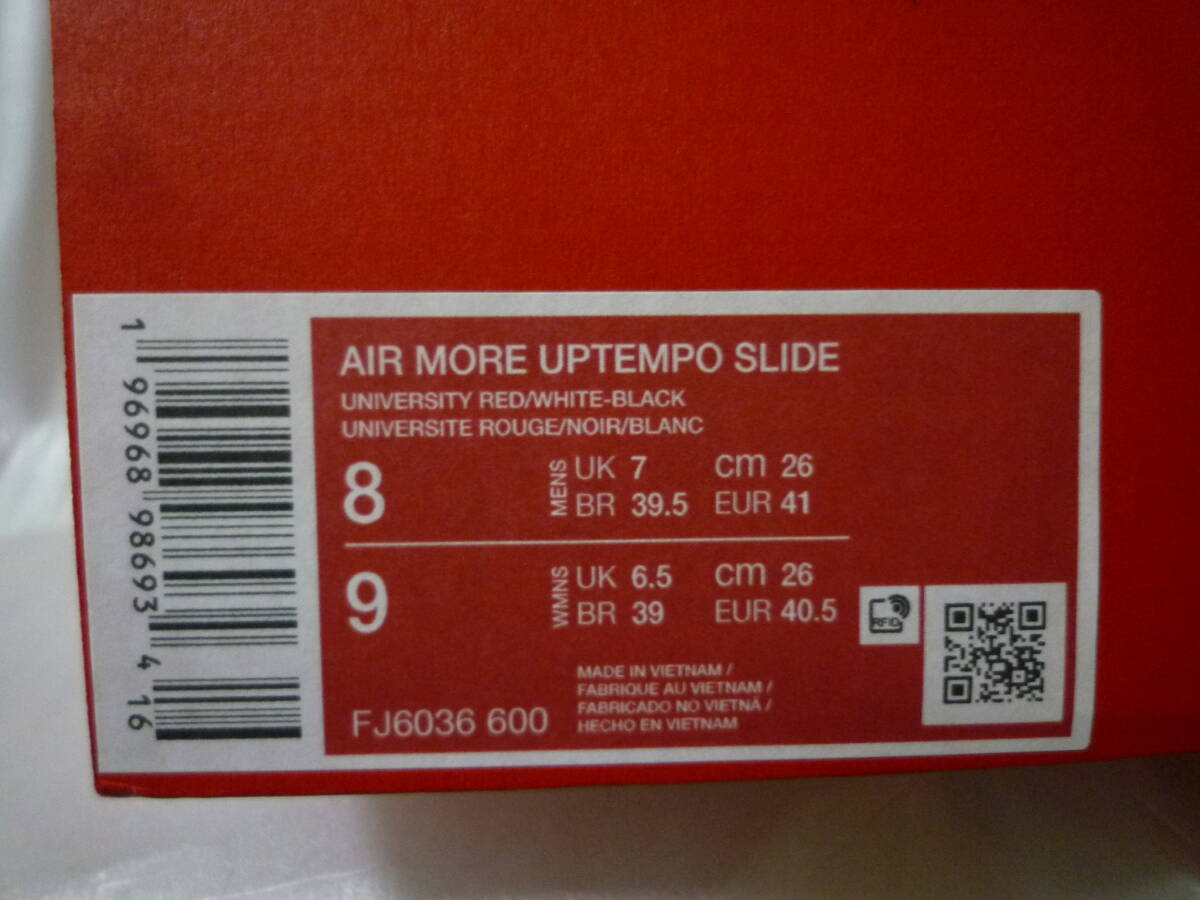 1 96968 98693 4 16
AIR MORE UPTEMPO SLIDE
UNIVERSITY RED/WHITE-BLACK
UNIVERSITE ROUGE/NOIR/BLANC
8 MENS UK 7 cm 26
BR 39.5 EUR 41
9 WMNS UK 6.5 cm 26
BR 39 EUR 40.5
RFID
MADE IN VIETNAM /
FABRIQUE AU VIETNAM /
FABRICADO NO VIETNÃ /
HECHO EN VIETNAM
FJ6036 600